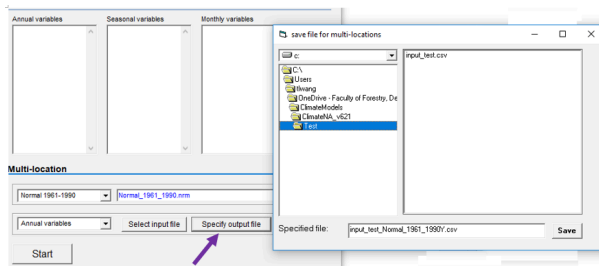 Annual variables
Seasonal variables
Monthly variables
Multi-location
Normal 1961-1990
Normal_1961_1990.nrm
Annual variables
Select input file
Specify output file
Start
save file for multi-locations
c:
C:\
Users
tlwang
OneDrive - Faculty of Forestry, De
ClimateModels
ClimateNA_v621
Test
input_test.csv
Specified file:
input_test_Normal_1961_1990Y.csv
Save